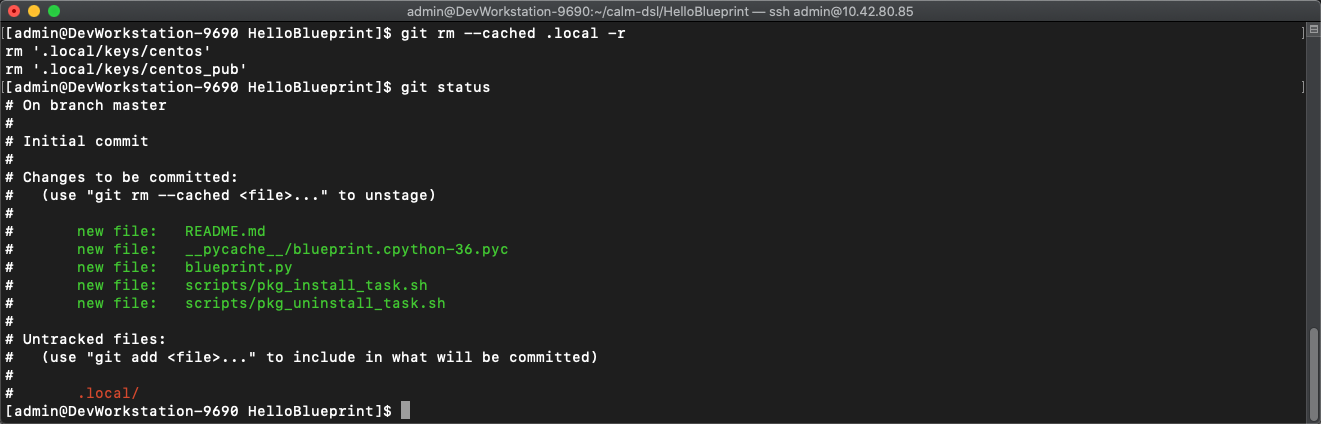 admin@DevWorkstation-9690:~/calm-dsl/HelloBlueprint — ssh admin@10.42.80.85
[[admin@DevWorkstation-9690 HelloBlueprint]$ git rm --cached .local -r ]
rm '.local/keys/centos'
rm '.local/keys/centos_pub'
[[admin@DevWorkstation-9690 HelloBlueprint]$ git status ]
# On branch master
#
# Initial commit
#
# Changes to be committed:
#   (use "git rm --cached <file>..." to unstage)
#
#       new file:   README.md
#       new file:   __pycache__/blueprint.cpython-36.pyc
#       new file:   blueprint.py
#       new file:   scripts/pkg_install_task.sh
#       new file:   scripts/pkg_uninstall_task.sh
#
# Untracked files:
#   (use "git add <file>..." to include in what will be committed)
#
#       .local/
[admin@DevWorkstation-9690 HelloBlueprint]$